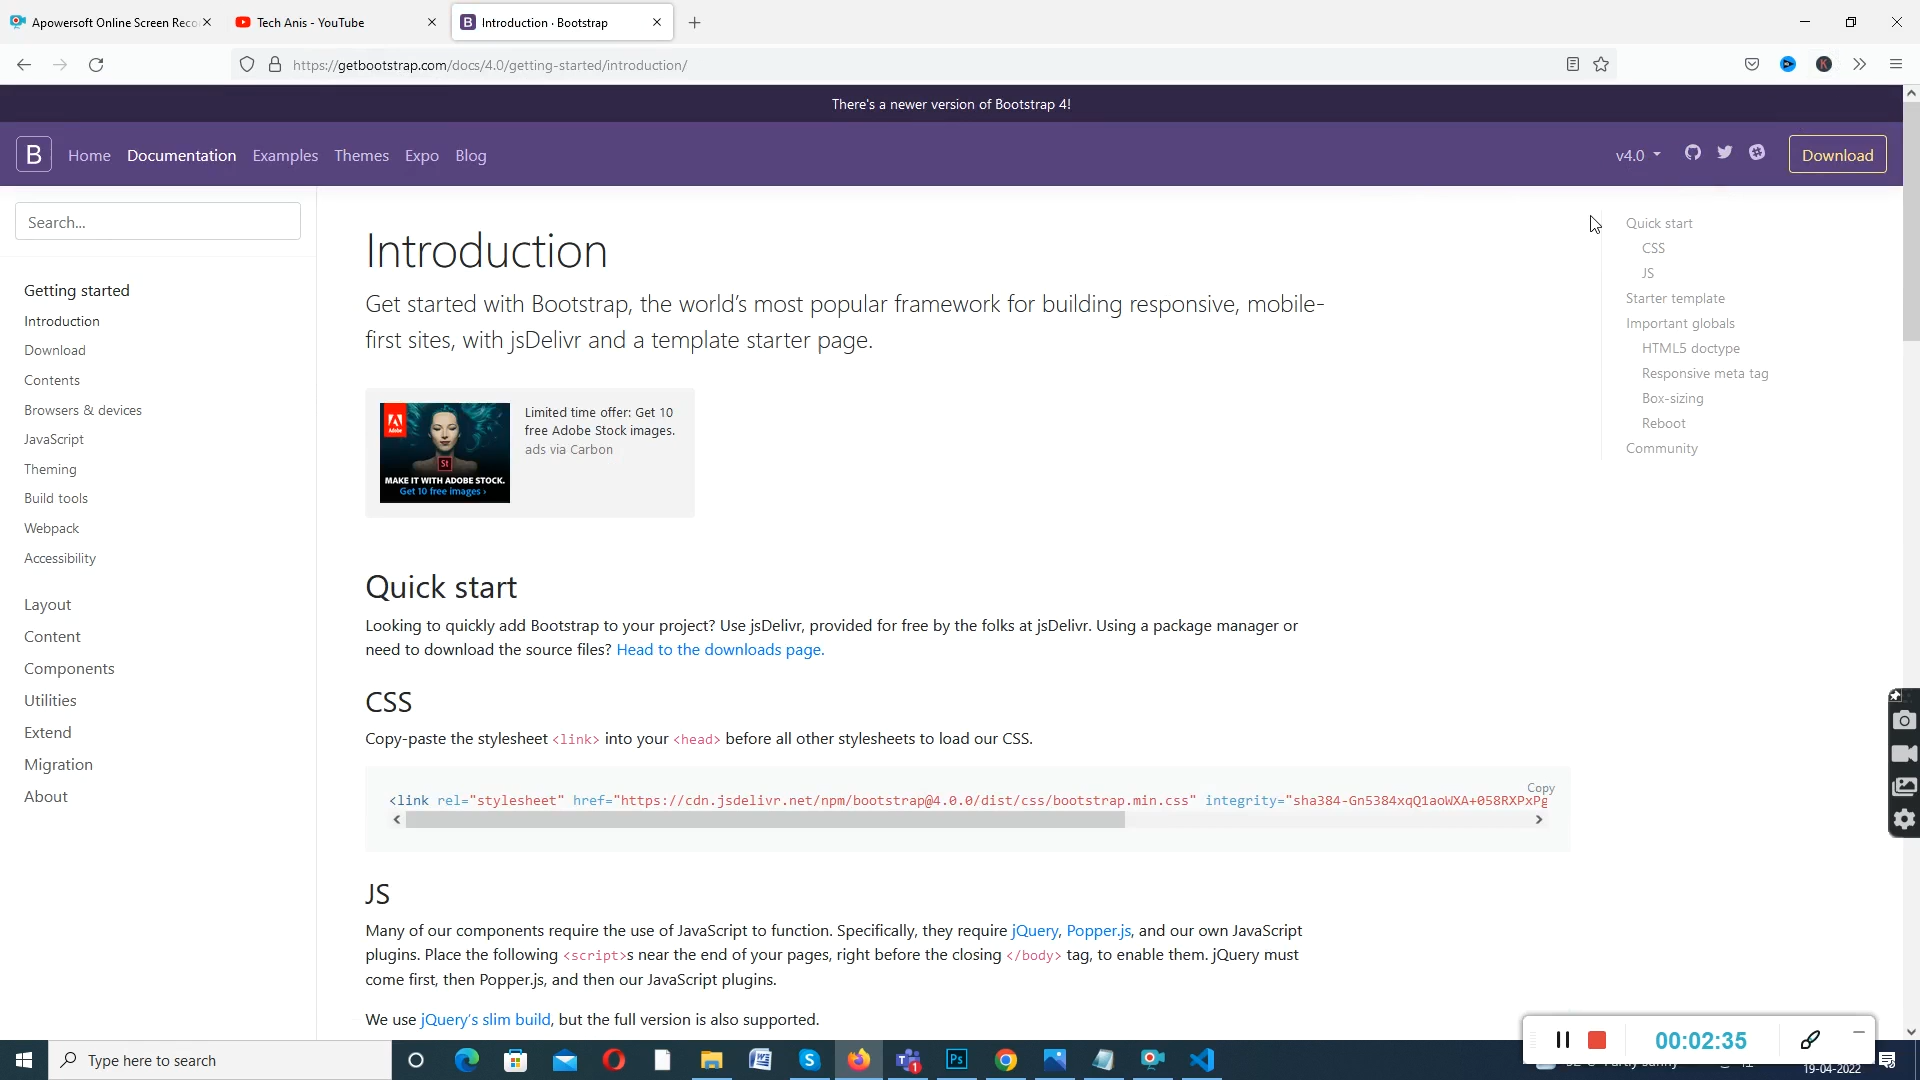 Apowersoft Online Screen Reco
Tech Anis - YouTube
Introduction · Bootstrap
https://getbootstrap.com/docs/4.0/getting-started/introduction/
There's a newer version of Bootstrap 4!
B Home Documentation Examples Themes Expo Blog v4.0 Download
Search...
Getting started
Introduction
Download
Contents
Browsers & devices
JavaScript
Theming
Build tools
Webpack
Accessibility
Layout
Content
Components
Utilities
Extend
Migration
About
Introduction
Get started with Bootstrap, the world's most popular framework for building responsive, mobile-
first sites, with jsDelivr and a template starter page.
Adobe
St
MAKE IT WITH ADOBE STOCK.
Get 10 free images ›
Limited time offer: Get 10
free Adobe Stock images.
ads via Carbon
Quick start
Looking to quickly add Bootstrap to your project? Use jsDelivr, provided for free by the folks at jsDelivr. Using a package manager or
need to download the source files? Head to the downloads page.
CSS
Copy-paste the stylesheet <link> into your <head> before all other stylesheets to load our CSS.
Copy
<link rel="stylesheet" href="https://cdn.jsdelivr.net/npm/bootstrap@4.0.0/dist/css/bootstrap.min.css" integrity="sha384-Gn5384xqQ1aoWXA+058RXPxPg
JS
Many of our components require the use of JavaScript to function. Specifically, they require jQuery, Popper.js, and our own JavaScript
plugins. Place the following <script>s near the end of your pages, right before the closing </body> tag, to enable them. jQuery must
come first, then Popper.js, and then our JavaScript plugins.
We use jQuery's slim build, but the full version is also supported.
Quick start
CSS
JS
Starter template
Important globals
HTML5 doctype
Responsive meta tag
Box-sizing
Reboot
Community
00:02:35
Type here to search
19-04-2022